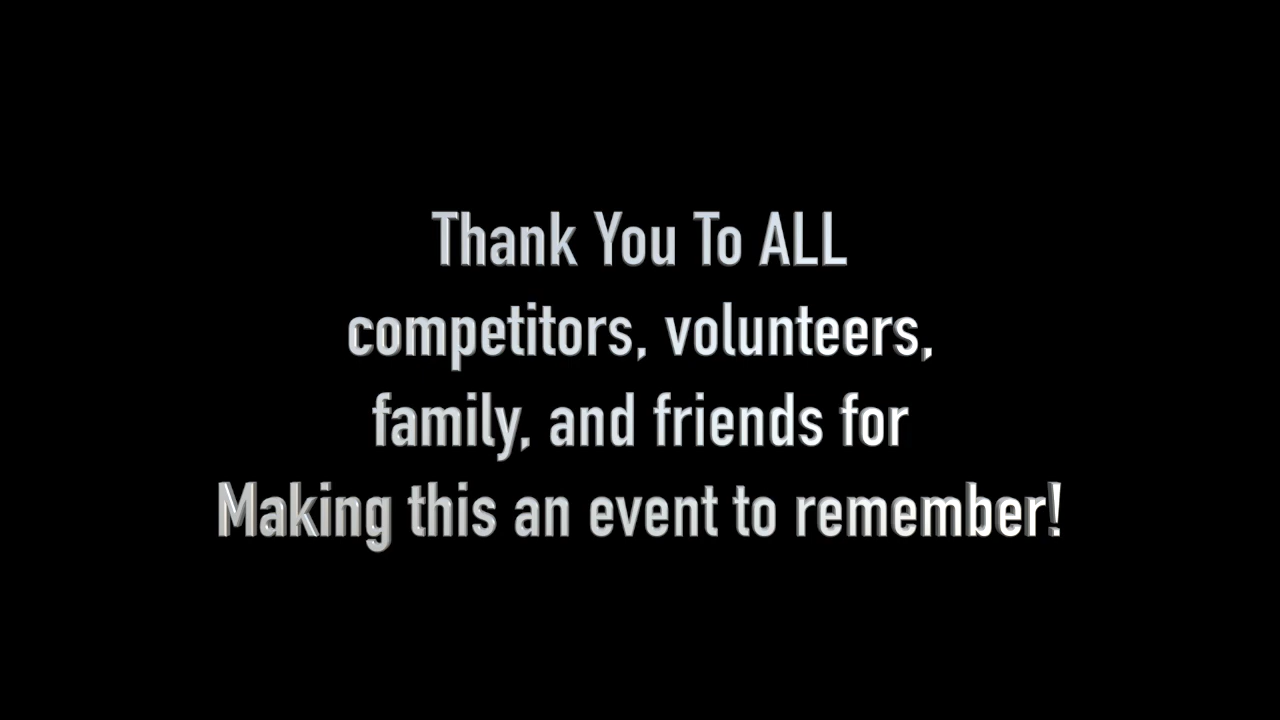 Thank You To ALL
competitors, volunteers,
family, and friends for
Making this an event to remember!